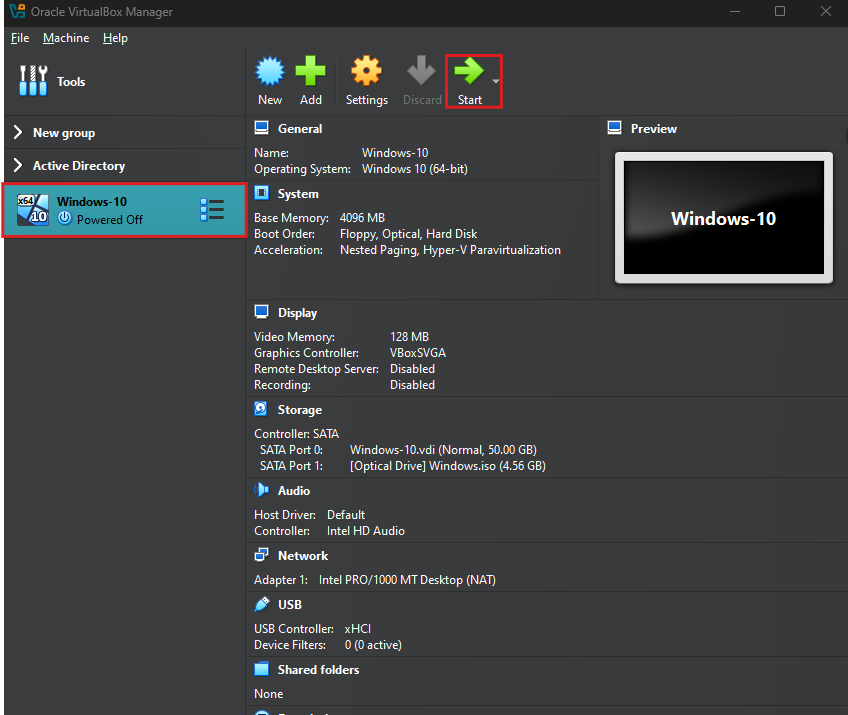 Oracle VirtualBox Manager
File Machine Help
Tools
New Add Settings Discard Start
New group
Active Directory
x64
10
Windows-10
Powered Off
General
Name: Windows-10
Operating System: Windows 10 (64-bit)
Preview
Windows-10
System
Base Memory: 4096 MB
Boot Order: Floppy, Optical, Hard Disk
Acceleration: Nested Paging, Hyper-V Paravirtualization
Display
Video Memory: 128 MB
Graphics Controller: VBoxSVGA
Remote Desktop Server: Disabled
Recording: Disabled
Storage
Controller: SATA
SATA Port 0: Windows-10.vdi (Normal, 50.00 GB)
SATA Port 1: [Optical Drive] Windows.iso (4.56 GB)
Audio
Host Driver: Default
Controller: Intel HD Audio
Network
Adapter 1: Intel PRO/1000 MT Desktop (NAT)
USB
USB Controller: xHCI
Device Filters: 0 (0 active)
Shared folders
None